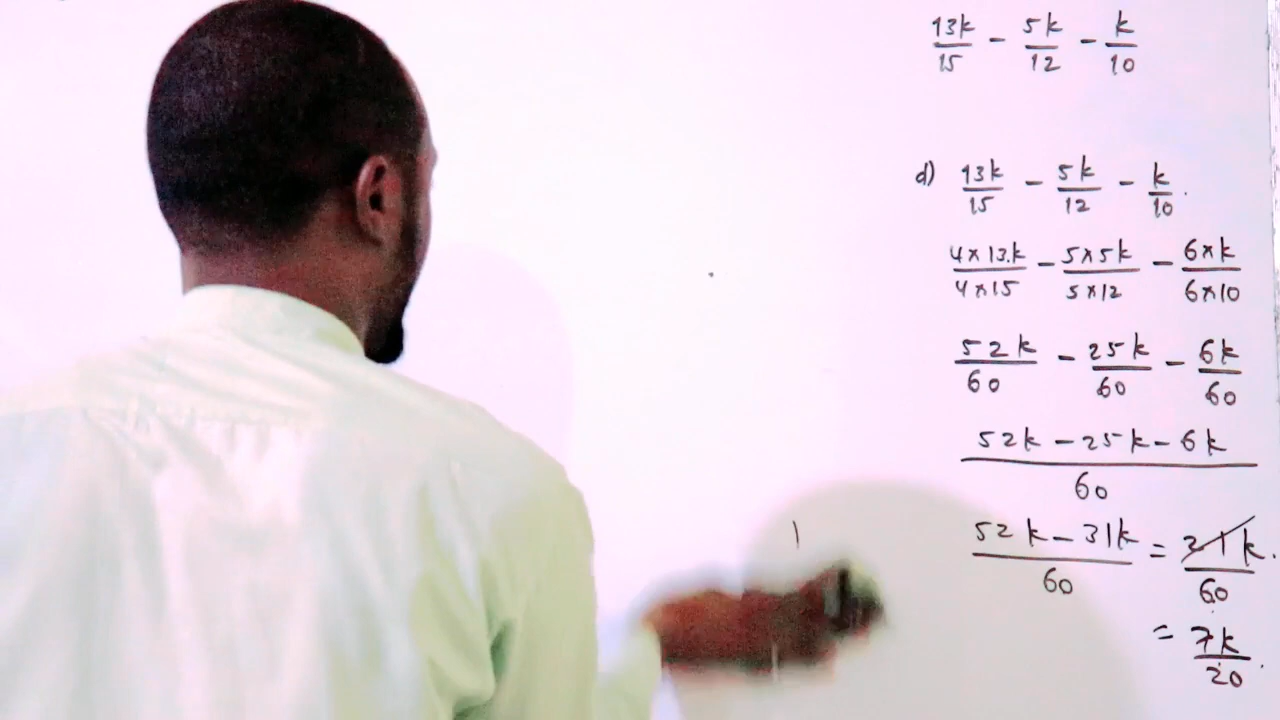 13k/15 - 5k/12 - k/10
d) 13k/15 - 5k/12 - k/10.
4×13.k/4×15 - 5×5k/5×12 - 6×k/6×10
52k/60 - 25k/60 - 6k/60
52k - 25k - 6k/60
52k - 31k/60 = 21k/60.
= 7k/20.